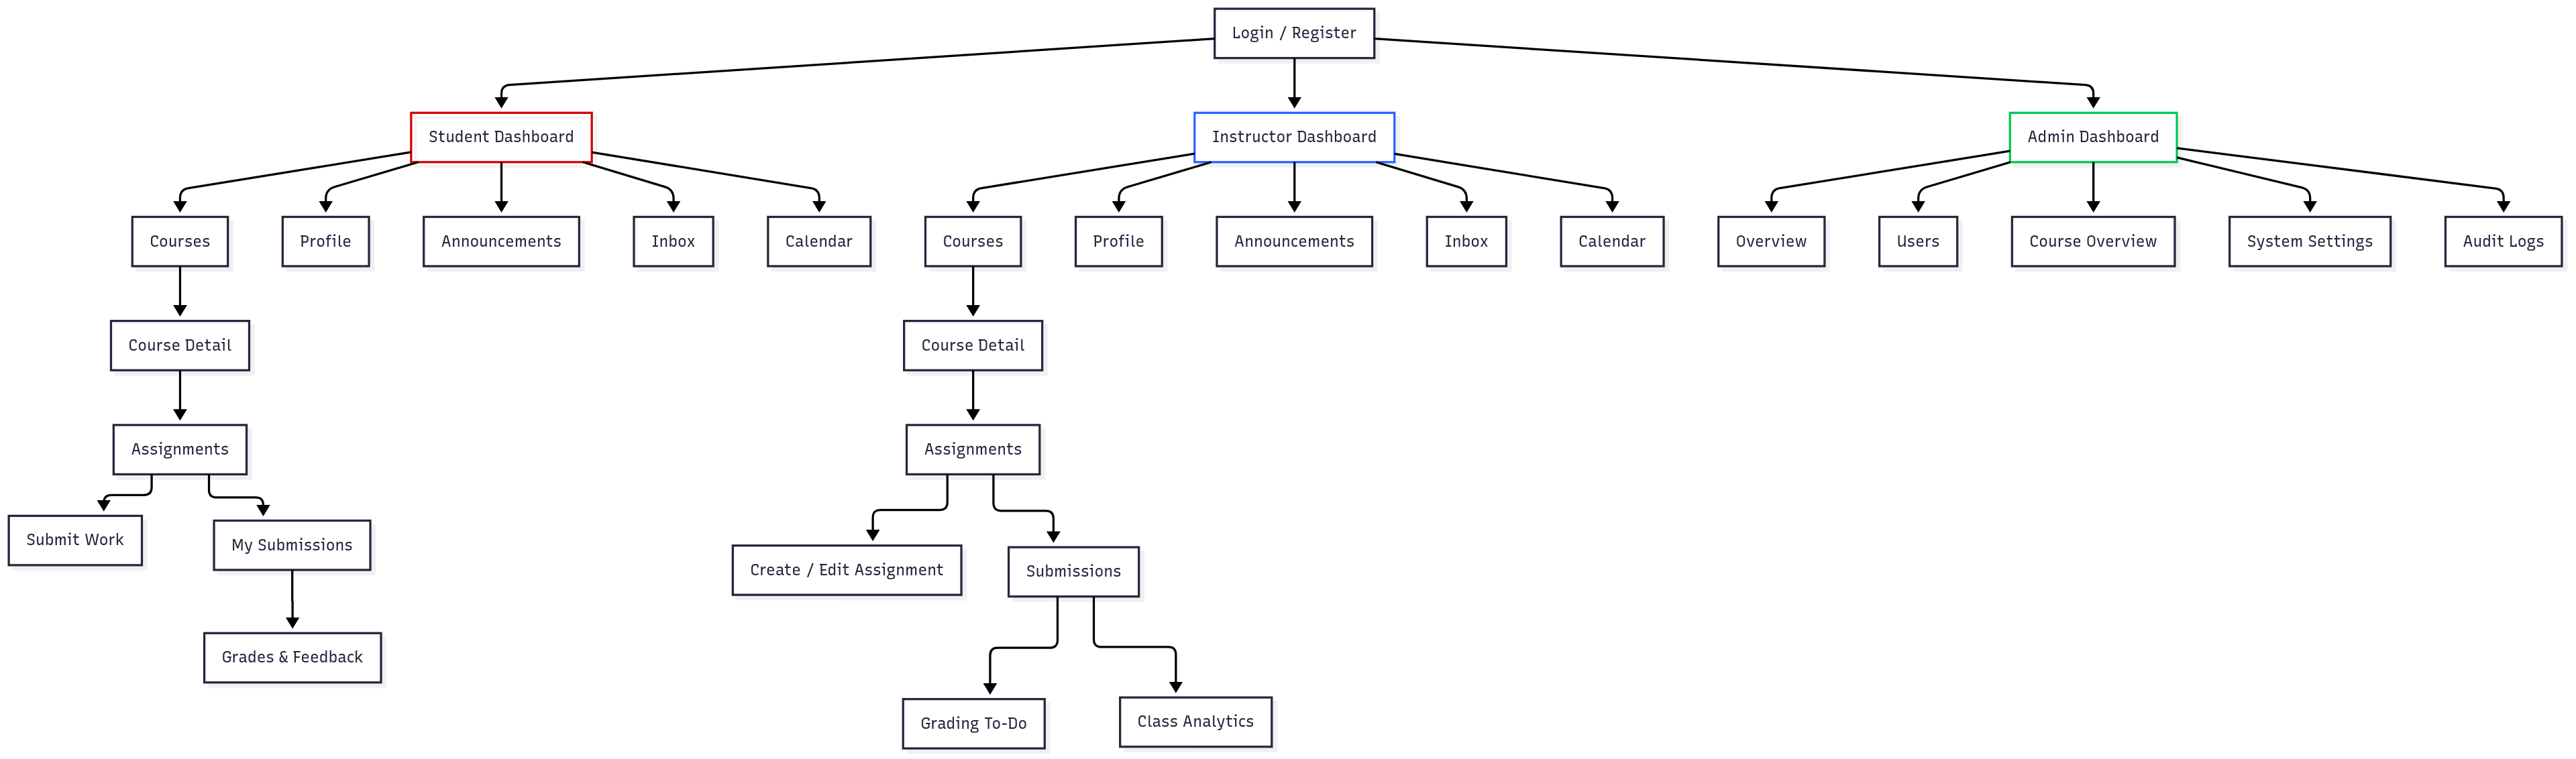 Login / Register
Student Dashboard
Instructor Dashboard
Admin Dashboard
Courses
Profile
Announcements
Inbox
Calendar
Courses
Profile
Announcements
Inbox
Calendar
Overview
Users
Course Overview
System Settings
Audit Logs
Course Detail
Course Detail
Assignments
Assignments
Submit Work
My Submissions
Create / Edit Assignment
Submissions
Grades & Feedback
Grading To-Do
Class Analytics